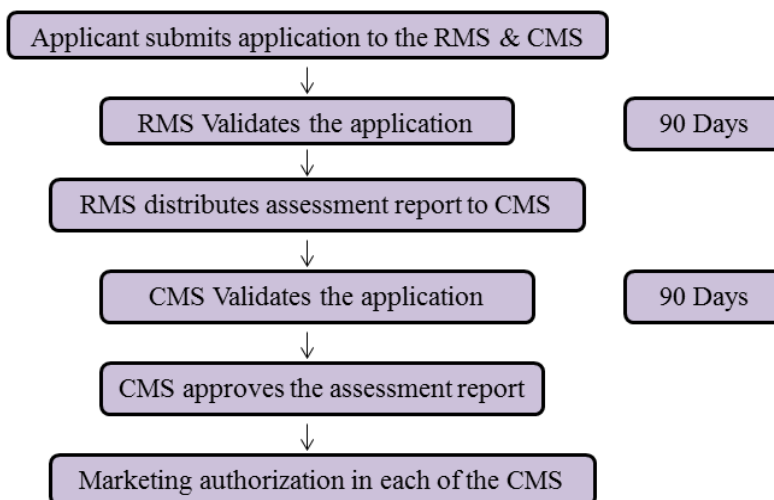 Applicant submits application to the RMS & CMS
RMS Validates the application
90 Days
RMS distributes assessment report to CMS
CMS Validates the application
90 Days
CMS approves the assessment report
Marketing authorization in each of the CMS